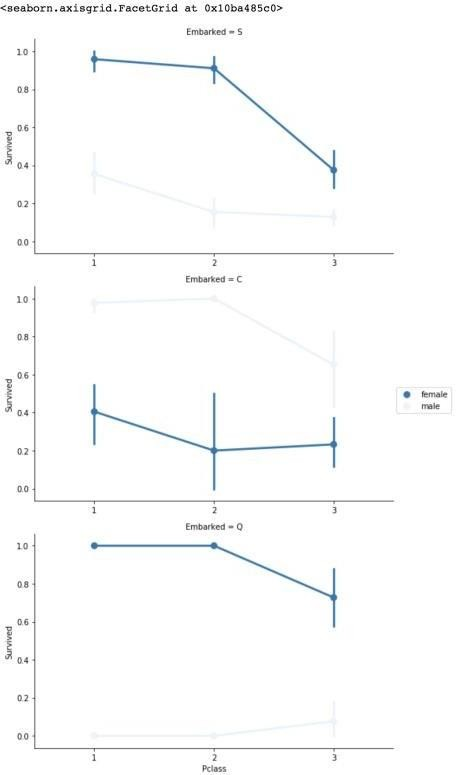 <seaborn.axisgrid.FacetGrid at 0x10ba485c0>
Embarked = S
1.0
0.8
0.6
0.4
0.2
0.0
Survived
1 2 3
Embarked = C
1.0
0.8
0.6
0.4
0.2
0.0
Survived
1 2 3
female
male
Embarked = Q
1.0
0.8
0.6
0.4
0.2
0.0
Survived
1 2 3
Pclass